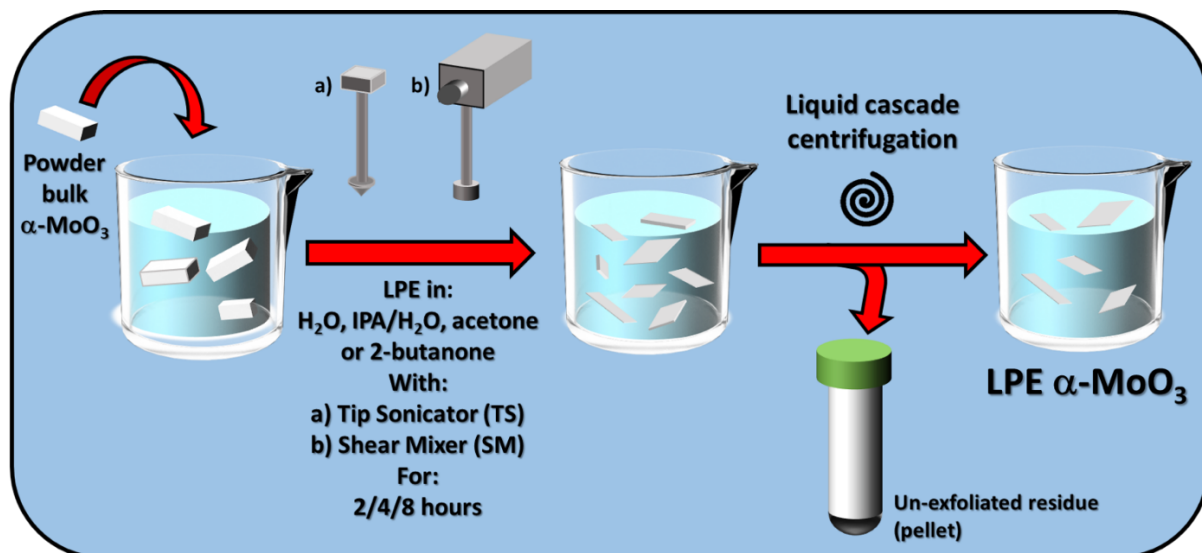 Powder
bulk
α-MoO₃
a)
b)
LPE in:
H₂O, IPA/H₂O, acetone
or 2-butanone
With:
a) Tip Sonicator (TS)
b) Shear Mixer (SM)
For:
2/4/8 hours
Liquid cascade
centrifugation
Un-exfoliated residue
(pellet)
LPE α-MoO₃